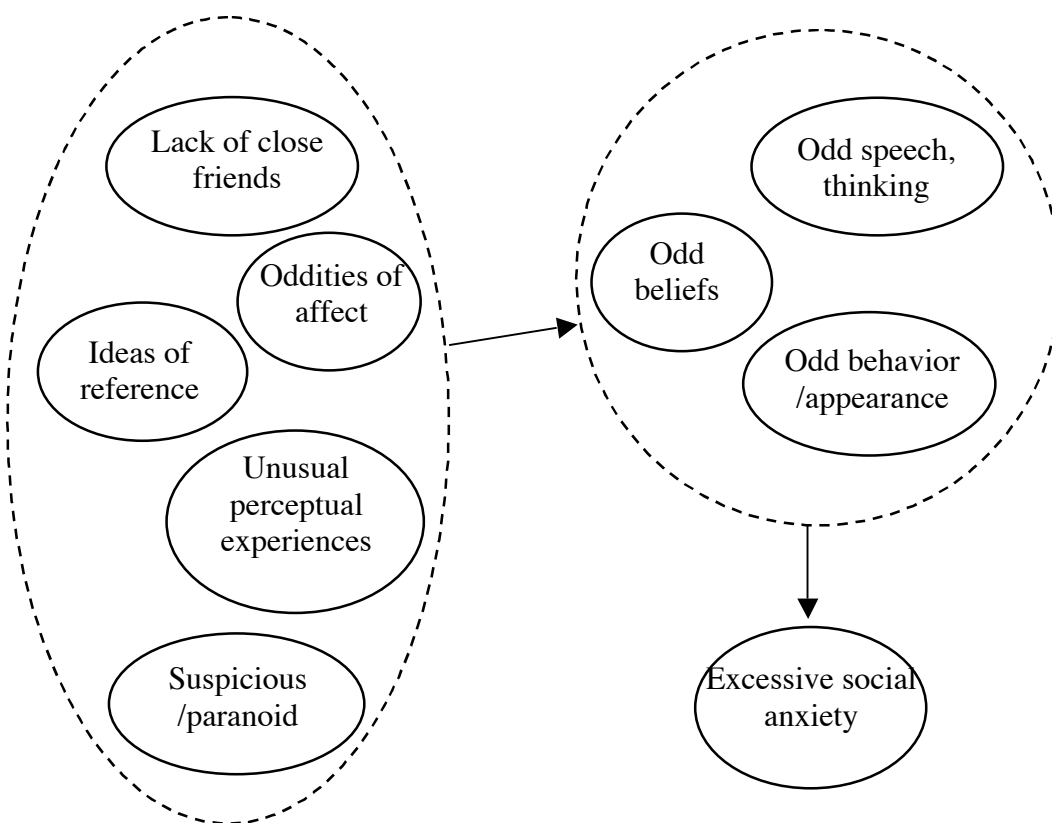 Lack of close
friends
Oddities of
affect
Ideas of
reference
Unusual
perceptual
experiences
Suspicious
/paranoid
Odd speech,
thinking
Odd
beliefs
Odd behavior
/appearance
Excessive social
anxiety